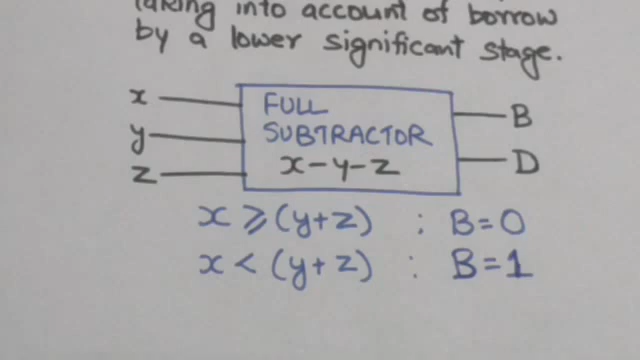 taking into account of borrow
by a lower significant stage.
x
FULL
B
y
SUBTRACTOR
z
x-y-z
D
x ⩾ (y+z) : B=0
x < (y+z) : B=1